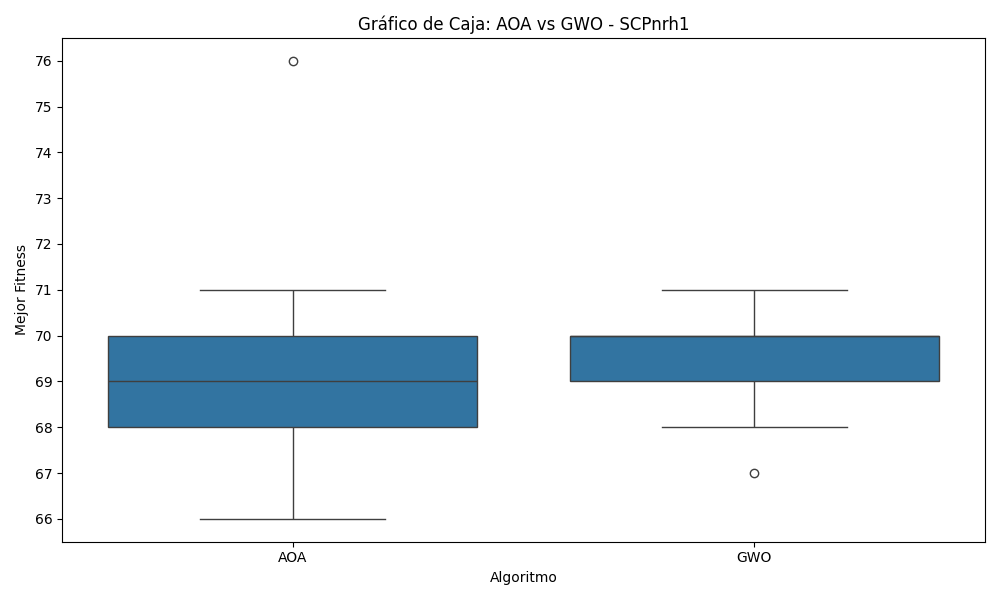 Gráfico de Caja: AOA vs GWO - SCPnrh1
Mejor Fitness
76
75
74
73
72
71
70
69
68
67
66
AOA
GWO
Algoritmo